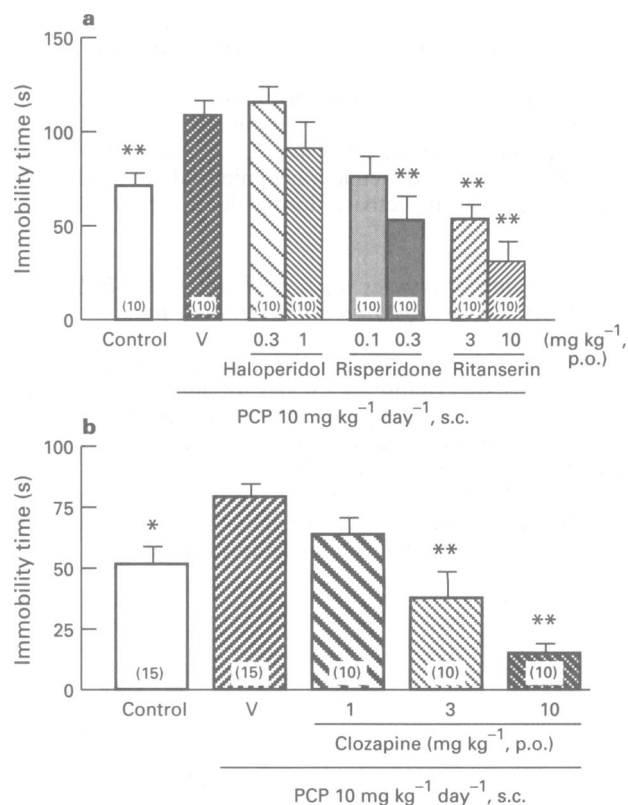 a
150
100
50
0
Immobility time (s)
**
**
**
**
(10) (10) (10) (10) (10) (10) (10) (10)
Control V 0.3 1 0.1 0.3 3 10 (mg kg⁻¹,
p.o.)
Haloperidol Risperidone Ritanserin
PCP 10 mg kg⁻¹ day⁻¹, s.c.
b
100
75
50
25
0
Immobility time (s)
*
**
**
(15) (15) (10) (10) (10)
Control V 1 3 10
Clozapine (mg kg⁻¹, p.o.)
PCP 10 mg kg⁻¹ day⁻¹, s.c.